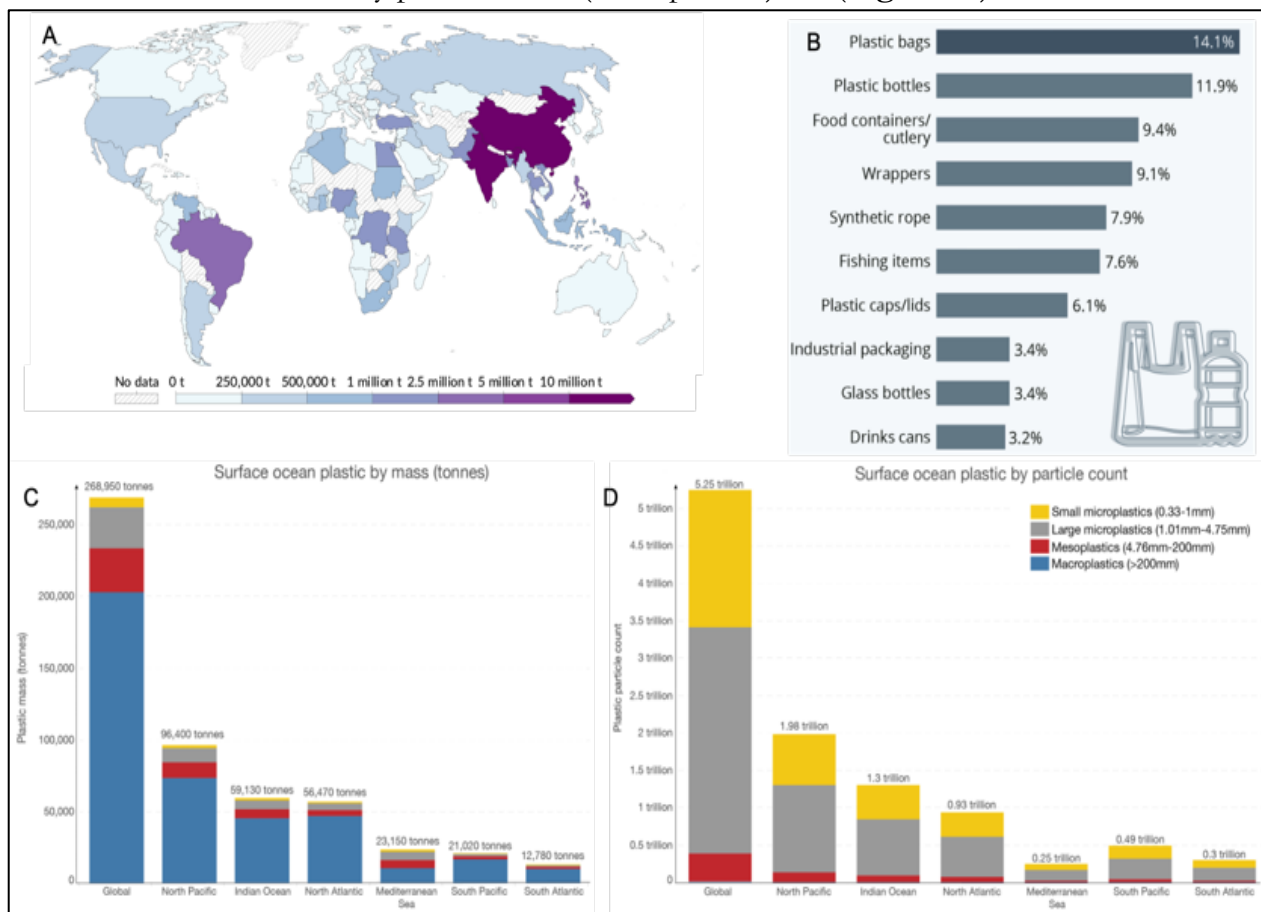 A
No data 0 t 250,000 t 500,000 t 1 million t 2.5 million t 5 million t 10 million t
B
Plastic bags 14.1%
Plastic bottles 11.9%
Food containers/
cutlery 9.4%
Wrappers 9.1%
Synthetic rope 7.9%
Fishing items 7.6%
Plastic caps/lids 6.1%
Industrial packaging 3.4%
Glass bottles 3.4%
Drinks cans 3.2%
C
Surface ocean plastic by mass (tonnes)
Plastic mass (tonnes)
268,950 tonnes
250,000
200,000
150,000
100,000
50,000
0
96,400 tonnes
59,130 tonnes
56,470 tonnes
23,150 tonnes
21,020 tonnes
12,780 tonnes
Global North Pacific Indian Ocean North Atlantic Mediterranean South Pacific South Atlantic
Sea
D
Surface ocean plastic by particle count
Plastic particle count
5.25 trillion
5 trillion
4.5 trillion
4 trillion
3.5 trillion
3 trillion
2.5 trillion
2 trillion
1.5 trillion
1 trillion
0.5 trillion
0
Small microplastics (0.33-1mm)
Large microplastics (1.01mm-4.75mm)
Mesoplastics (4.76mm-200mm)
Macroplastics (>200mm)
1.98 trillion
1.3 trillion
0.93 trillion
0.25 trillion
0.49 trillion
0.3 trillion
Global North Pacific Indian Ocean North Atlantic Mediterranean South Pacific South Atlantic
Sea